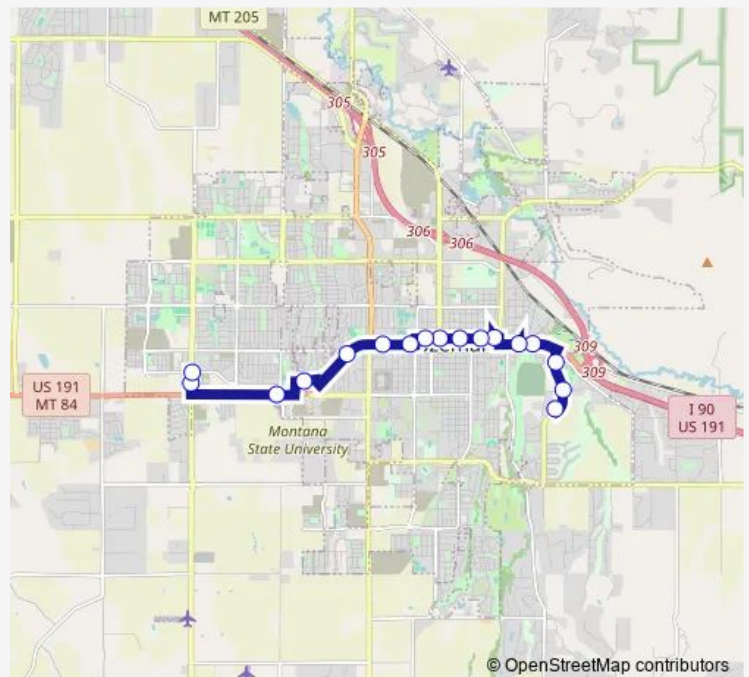 MT 205
305
305
306
306
309
309
US 191
MT 84
I 90
US 191
Montana
State University
© OpenStreetMap contributors